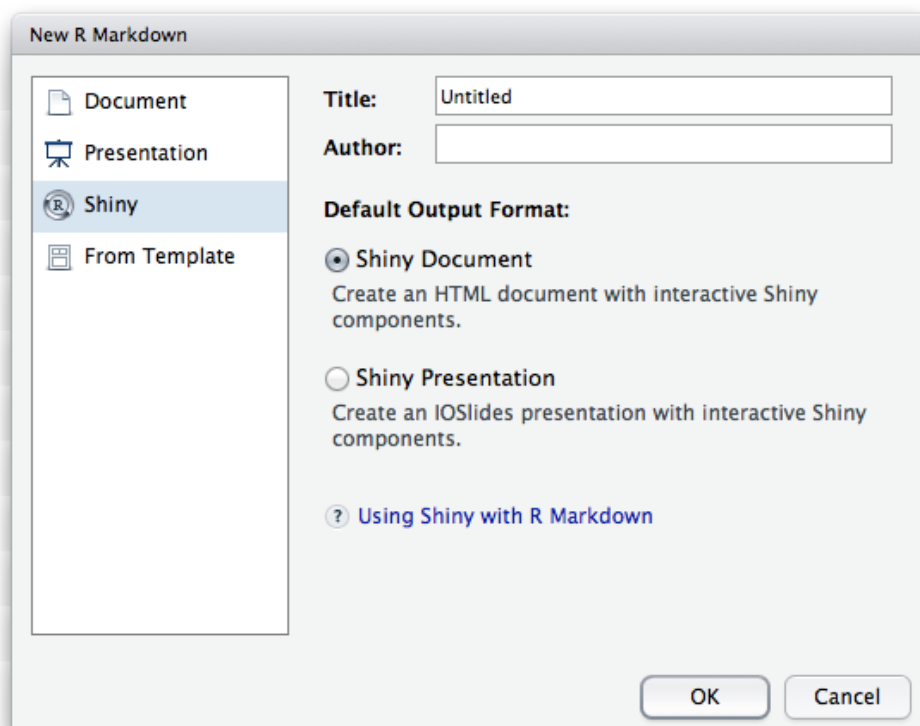 New R Markdown
Document
Presentation
R
Shiny
From Template
Title:
Untitled
Author:
Default Output Format:
Shiny Document
Create an HTML document with interactive Shiny
components.
Shiny Presentation
Create an IOSlides presentation with interactive Shiny
components.
? Using Shiny with R Markdown
OK
Cancel